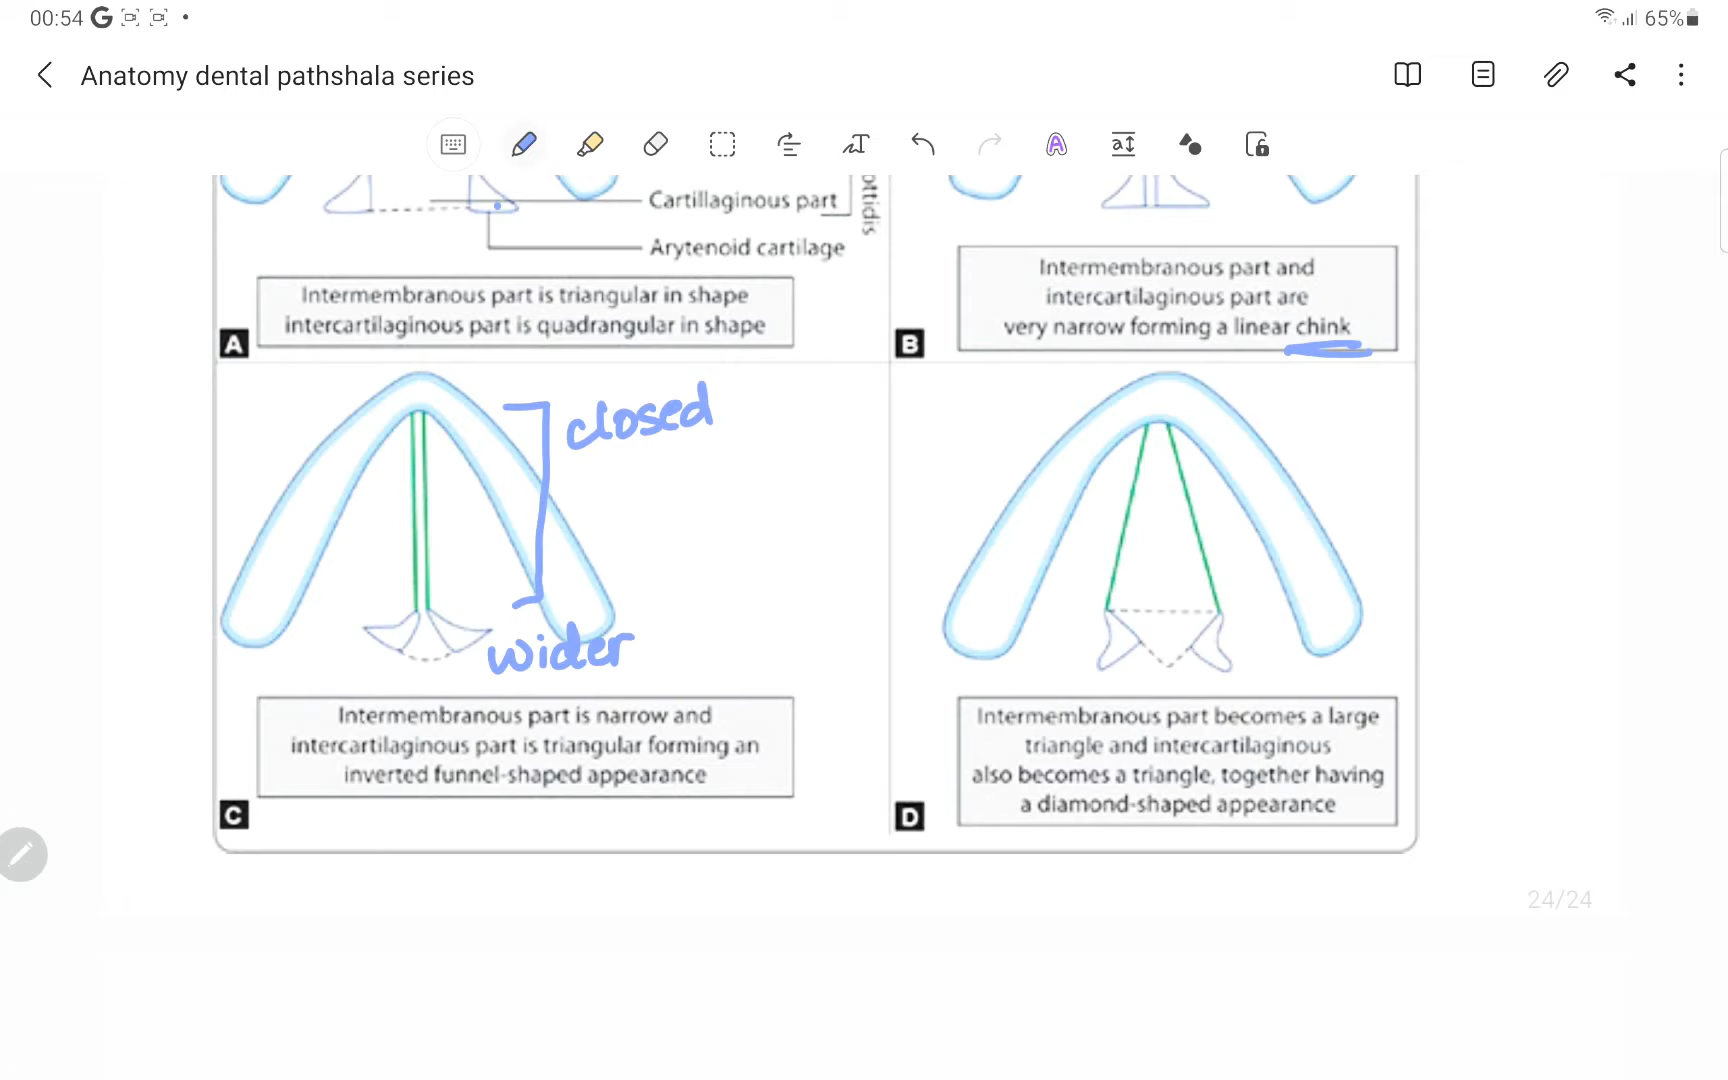 00:54 G
65%
Anatomy dental pathshala series
Cartillaginous part
ottidis
Arytenoid cartilage
Intermembranous part is triangular in shape
intercartilaginous part is quadrangular in shape
A
Intermembranous part and
intercartilaginous part are
very narrow forming a linear chink
B
closed
wider
Intermembranous part is narrow and
intercartilaginous part is triangular forming an
inverted funnel-shaped appearance
C
Intermembranous part becomes a large
triangle and intercartilaginous
also becomes a triangle, together having
a diamond-shaped appearance
D
24/24